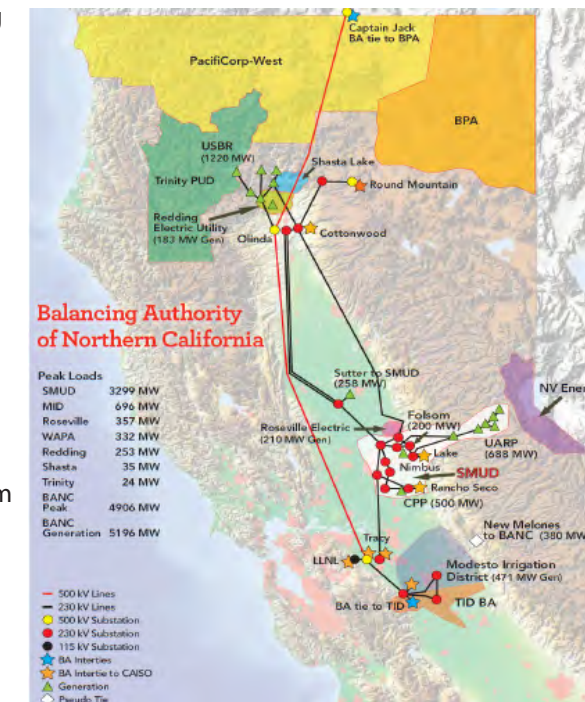 g
Captain Jack
BA tie to BPA
PacifiCorp-West
BPA
USBR
(1220 MW)
Shasta Lake
Trinity PUD
Round Mountain
Redding
Electric Utility
(183 MW Gen)
Olinda
Cottonwood
Balancing Authority
of Northern California
Peak Loads
SMUD 3299 MW
MID 696 MW
Roseville 357 MW
WAPA 332 MW
Redding 253 MW
Shasta 35 MW
Trinity 24 MW
BANC
Peak 4906 MW
BANC
Generation 5196 MW
m
Sutter to SMUD
(258 MW)
NV Ener
Folsom
(200 MW)
Roseville Electric
(210 MW Gen)
UARP
(688 MW)
Lake
Nimbus
SMUD
Rancho Seco
CPP (500 MW)
New Melones
to BANC (380 MW
Tracy
LLNL
Modesto Irrigation
District (471 MW Gen)
BA tie to TID
TID BA
500 kV Lines
230 kV Lines
500 kV Substation
230 kV Substation
115 kV Substation
BA Interties
BA Intertie to CAISO
Generation
Pseudo Tie